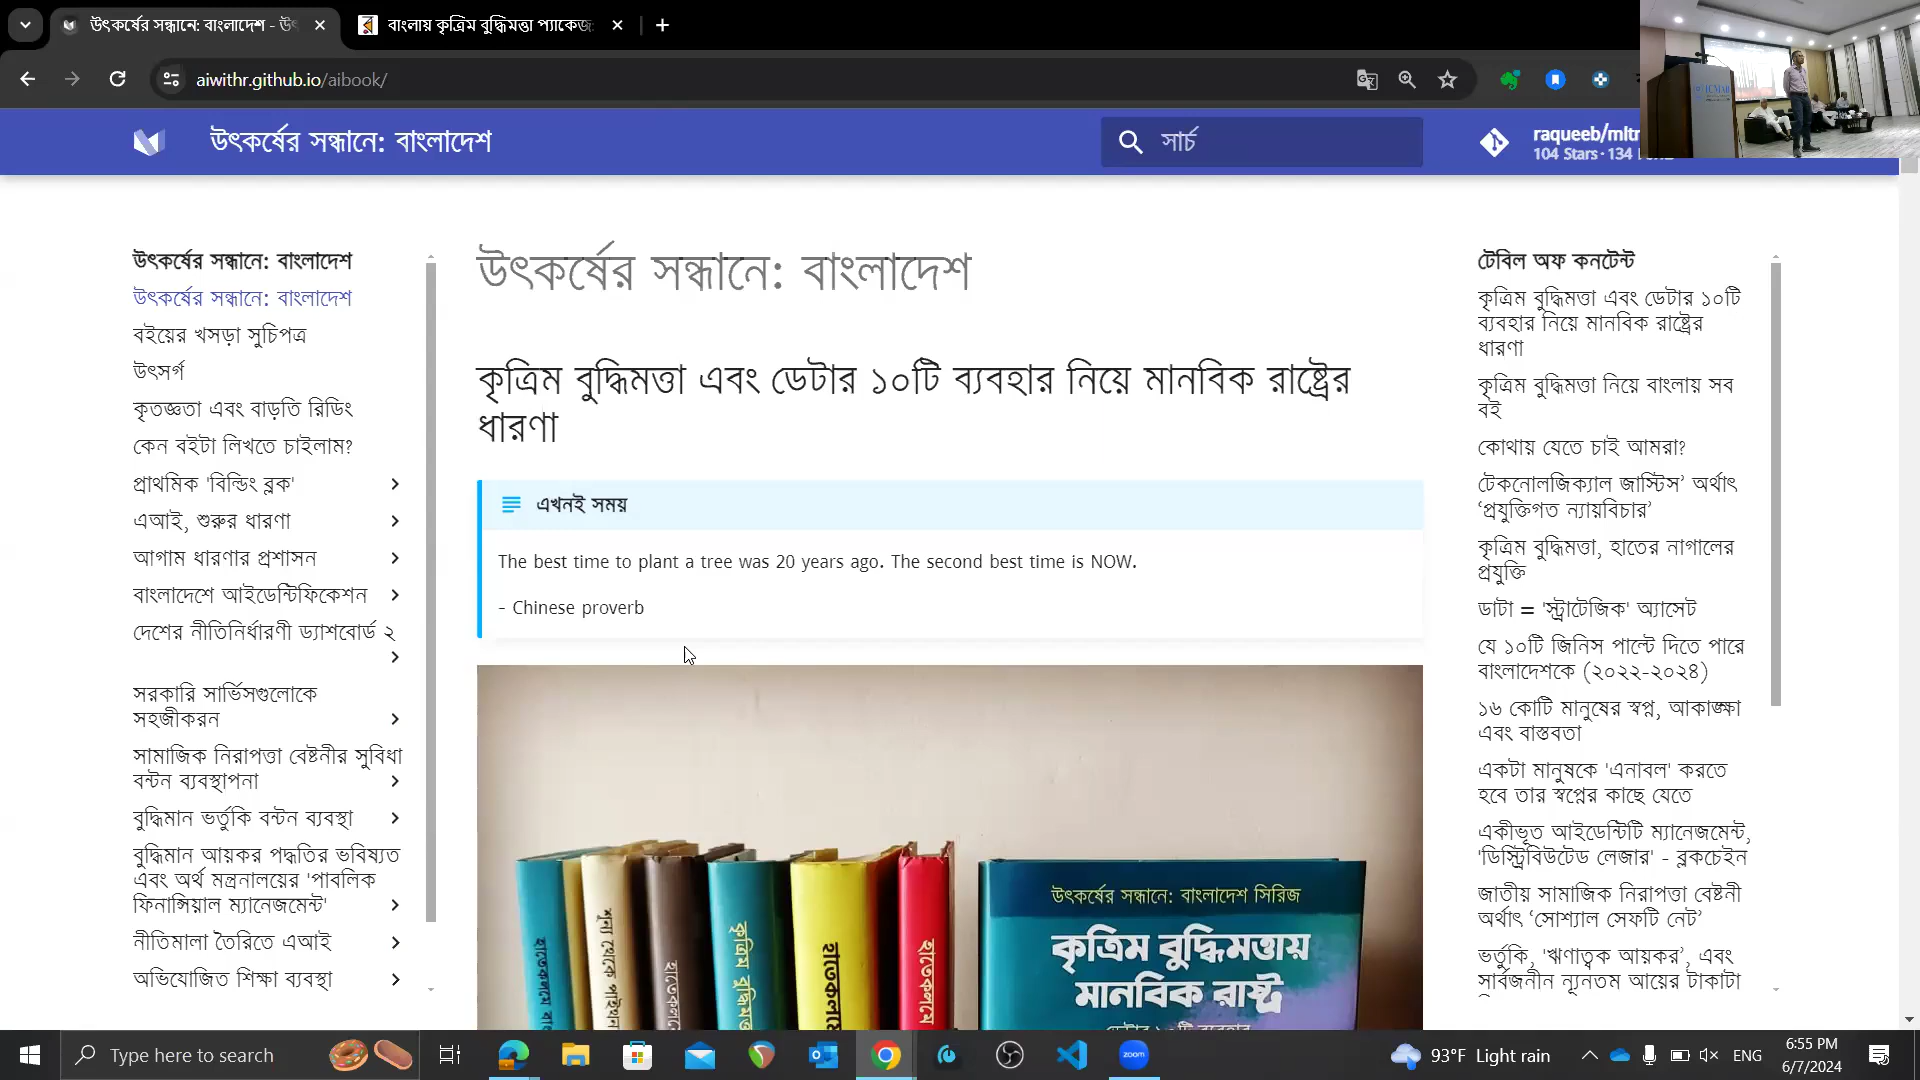 উৎকর্ষের সন্ধানে: বাংলাদেশ - উৎ
বাংলায় কৃত্রিম বুদ্ধিমত্তা প্যাকেজ:
aiwithr.github.io/aibook/
উৎকর্ষের সন্ধানে: বাংলাদেশ
সার্চ
raqueeb/mltr
104 Stars · 134
উৎকর্ষের সন্ধানে: বাংলাদেশ
উৎকর্ষের সন্ধানে: বাংলাদেশ
বইয়ের খসড়া সুচিপত্র
উৎসর্গ
কৃতজ্ঞতা এবং বাড়তি রিডিং
কেন বইটা লিখতে চাইলাম?
প্রাথমিক 'বিল্ডিং ব্লক'
এআই, শুরুর ধারণা
আগাম ধারণার প্রশাসন
বাংলাদেশে আইডেন্টিফিকেশন
দেশের নীতিনির্ধারণী ড্যাশবোর্ড ২
সরকারি সার্ভিসগুলোকে
সহজীকরন
সামাজিক নিরাপত্তা বেষ্টনীর সুবিধা
বন্টন ব্যবস্থাপনা
বুদ্ধিমান ভর্তুকি বন্টন ব্যবস্থা
বুদ্ধিমান আয়কর পদ্ধতির ভবিষ্যত
এবং অর্থ মন্ত্রনালয়ের 'পাবলিক
ফিনান্সিয়াল ম্যানেজমেন্ট'
নীতিমালা তৈরিতে এআই
অভিযোজিত শিক্ষা ব্যবস্থা
উৎকর্ষের সন্ধানে: বাংলাদেশ
কৃত্রিম বুদ্ধিমত্তা এবং ডেটার ১০টি ব্যবহার নিয়ে মানবিক রাষ্ট্রের
ধারণা
এখনই সময়
The best time to plant a tree was 20 years ago. The second best time is NOW.
- Chinese proverb
উৎকর্ষের সন্ধানে: বাংলাদেশ সিরিজ
কৃত্রিম বুদ্ধিমত্তায়
মানবিক রাষ্ট্র
টেবিল অফ কনটেন্ট
কৃত্রিম বুদ্ধিমত্তা এবং ডেটার ১০টি
ব্যবহার নিয়ে মানবিক রাষ্ট্রের
ধারণা
কৃত্রিম বুদ্ধিমত্তা নিয়ে বাংলায় সব
বই
কোথায় যেতে চাই আমরা?
টেকনোলজিক্যাল জাস্টিস’ অর্থাৎ
‘প্রযুক্তিগত ন্যায়বিচার’
কৃত্রিম বুদ্ধিমত্তা, হাতের নাগালের
প্রযুক্তি
ডাটা = 'স্ট্রাটেজিক' অ্যাসেট
যে ১০টি জিনিস পাল্টে দিতে পারে
বাংলাদেশকে (২০২২-২০২৪)
১৬ কোটি মানুষের স্বপ্ন, আকাঙ্ক্ষা
এবং বাস্তবতা
একটা মানুষকে 'এনাবল' করতে
হবে তার স্বপ্নের কাছে যেতে
একীভূত আইডেন্টিটি ম্যানেজমেন্ট,
'ডিস্ট্রিবিউটেড লেজার' - ব্লকচেইন
জাতীয় সামাজিক নিরাপত্তা বেষ্টনী
অর্থাৎ ‘সোশ্যাল সেফটি নেট’
ভর্তুকি, 'ঋণাত্বক আয়কর’, এবং
সার্বজনীন ন্যূনতম আয়ের টাকাটা
Type here to search
zoom
93°F Light rain
ENG
6:55 PM
6/7/2024